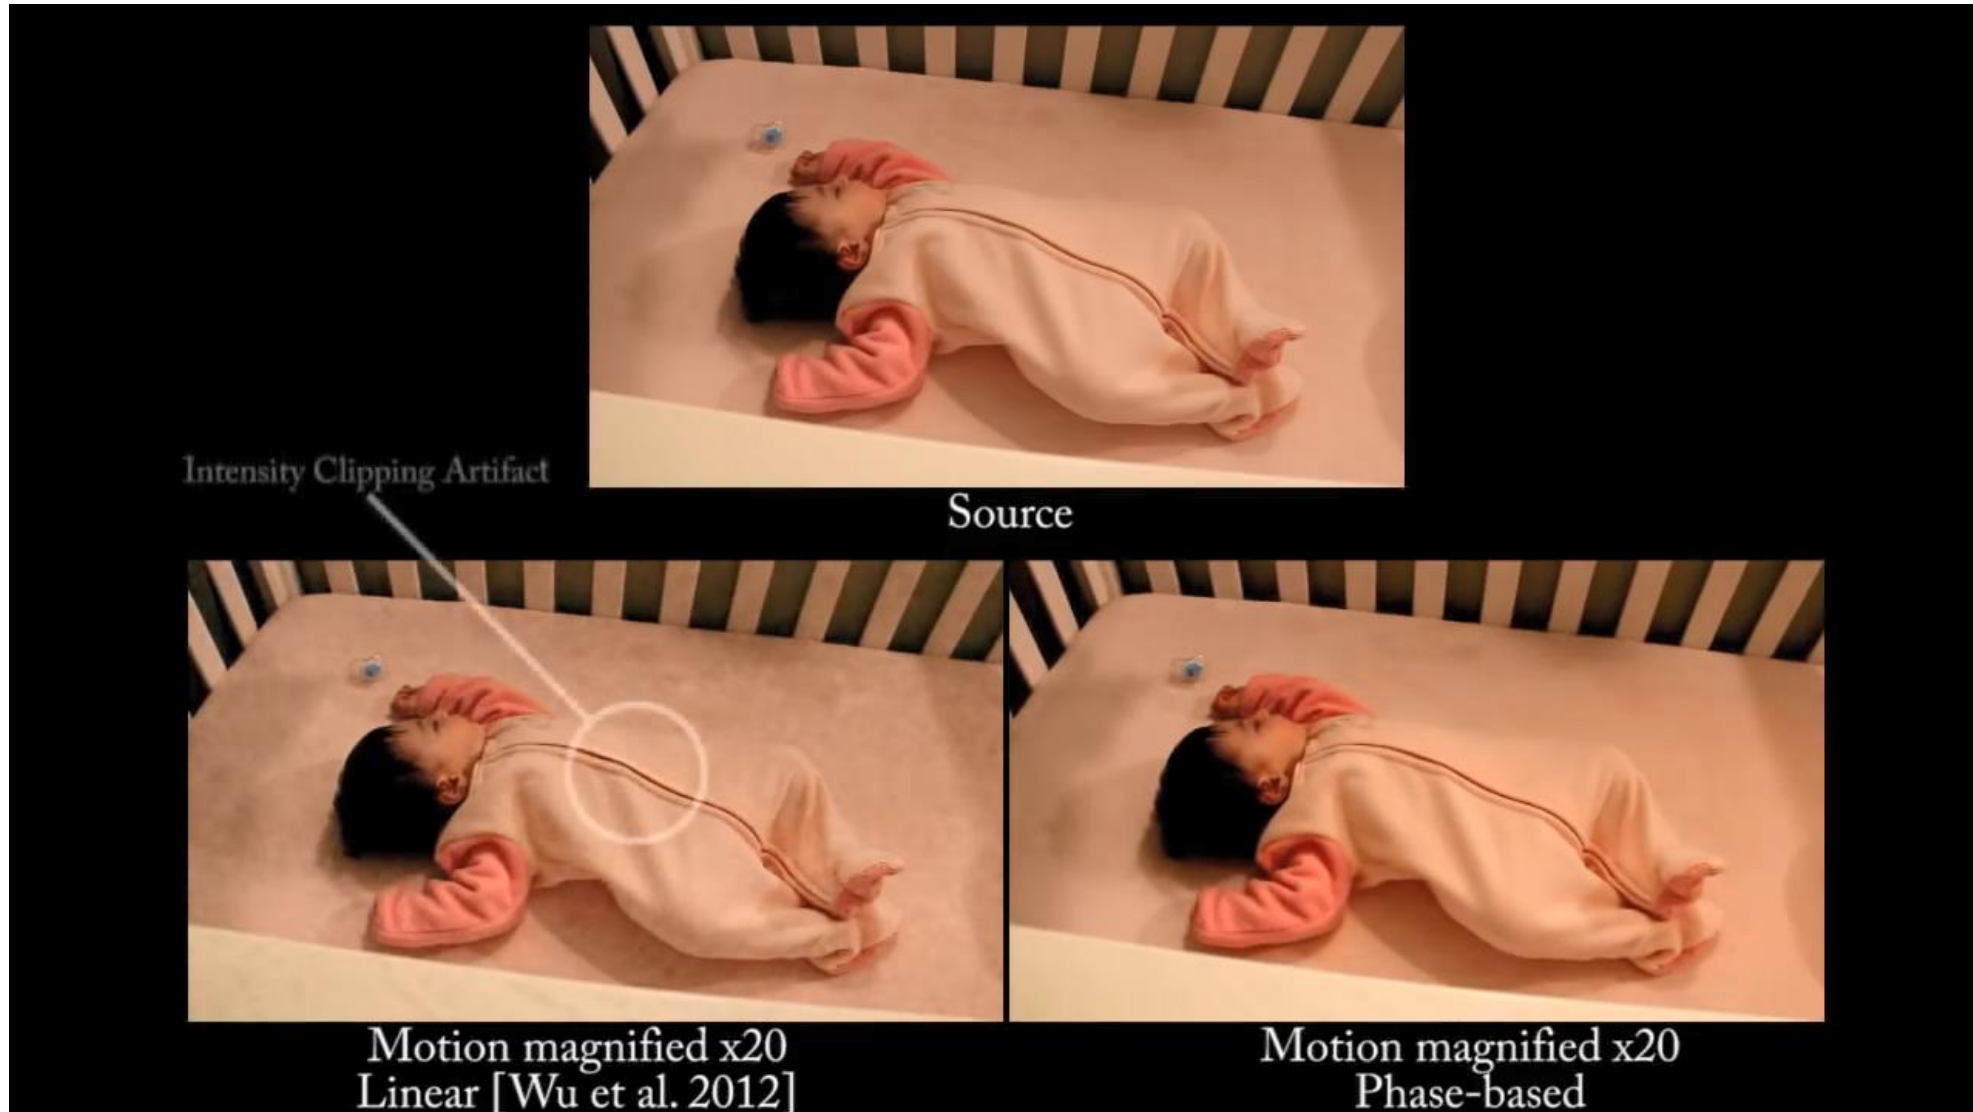 Source
Intensity Clipping Artifact
Motion magnified x20
Linear [Wu et al. 2012]
Motion magnified x20
Phase-based